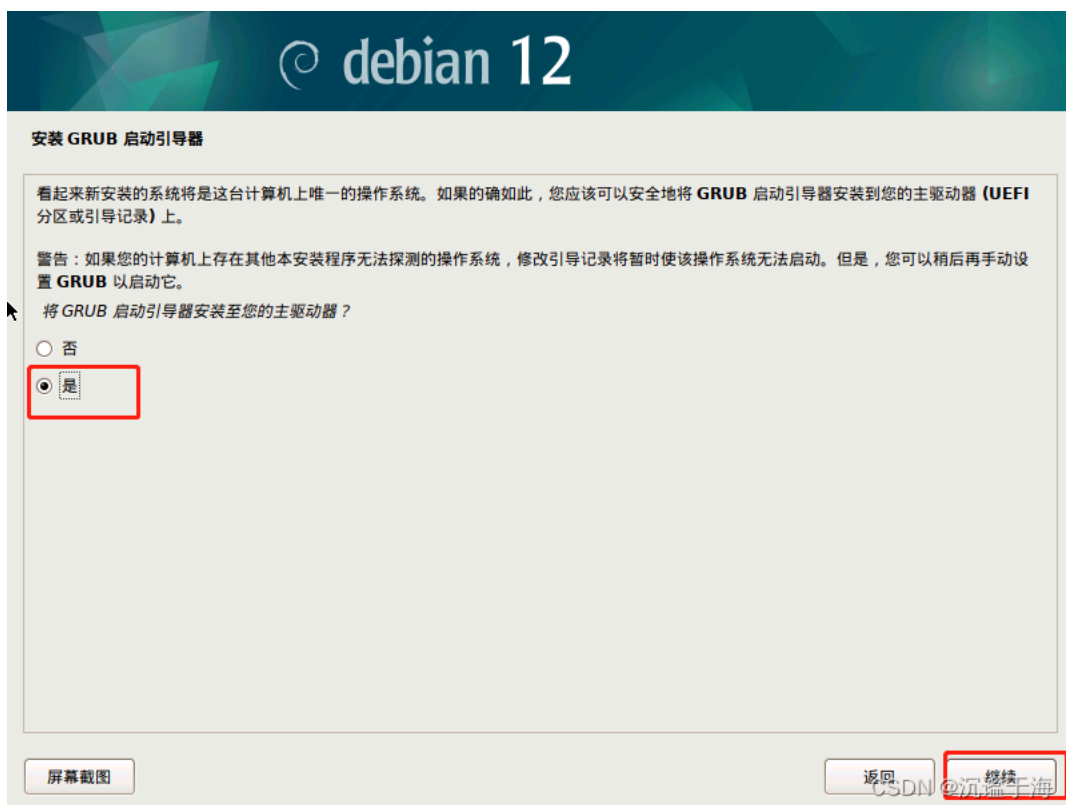 debian 12
安装 GRUB 启动引导器
看起来新安装的系统将是这台计算机上唯一的操作系统。如果的确如此，您应该可以安全地将 GRUB 启动引导器安装到您的主驱动器 (UEFI
分区或引导记录) 上。
警告：如果您的计算机上存在其他本安装程序无法探测的操作系统，修改引导记录将暂时使该操作系统无法启动。但是，您可以稍后再手动设
置 GRUB 以启动它。
将 GRUB 启动引导器安装至您的主驱动器？
否
是
屏幕截图
返回
继续
CSDN @沉谧于海